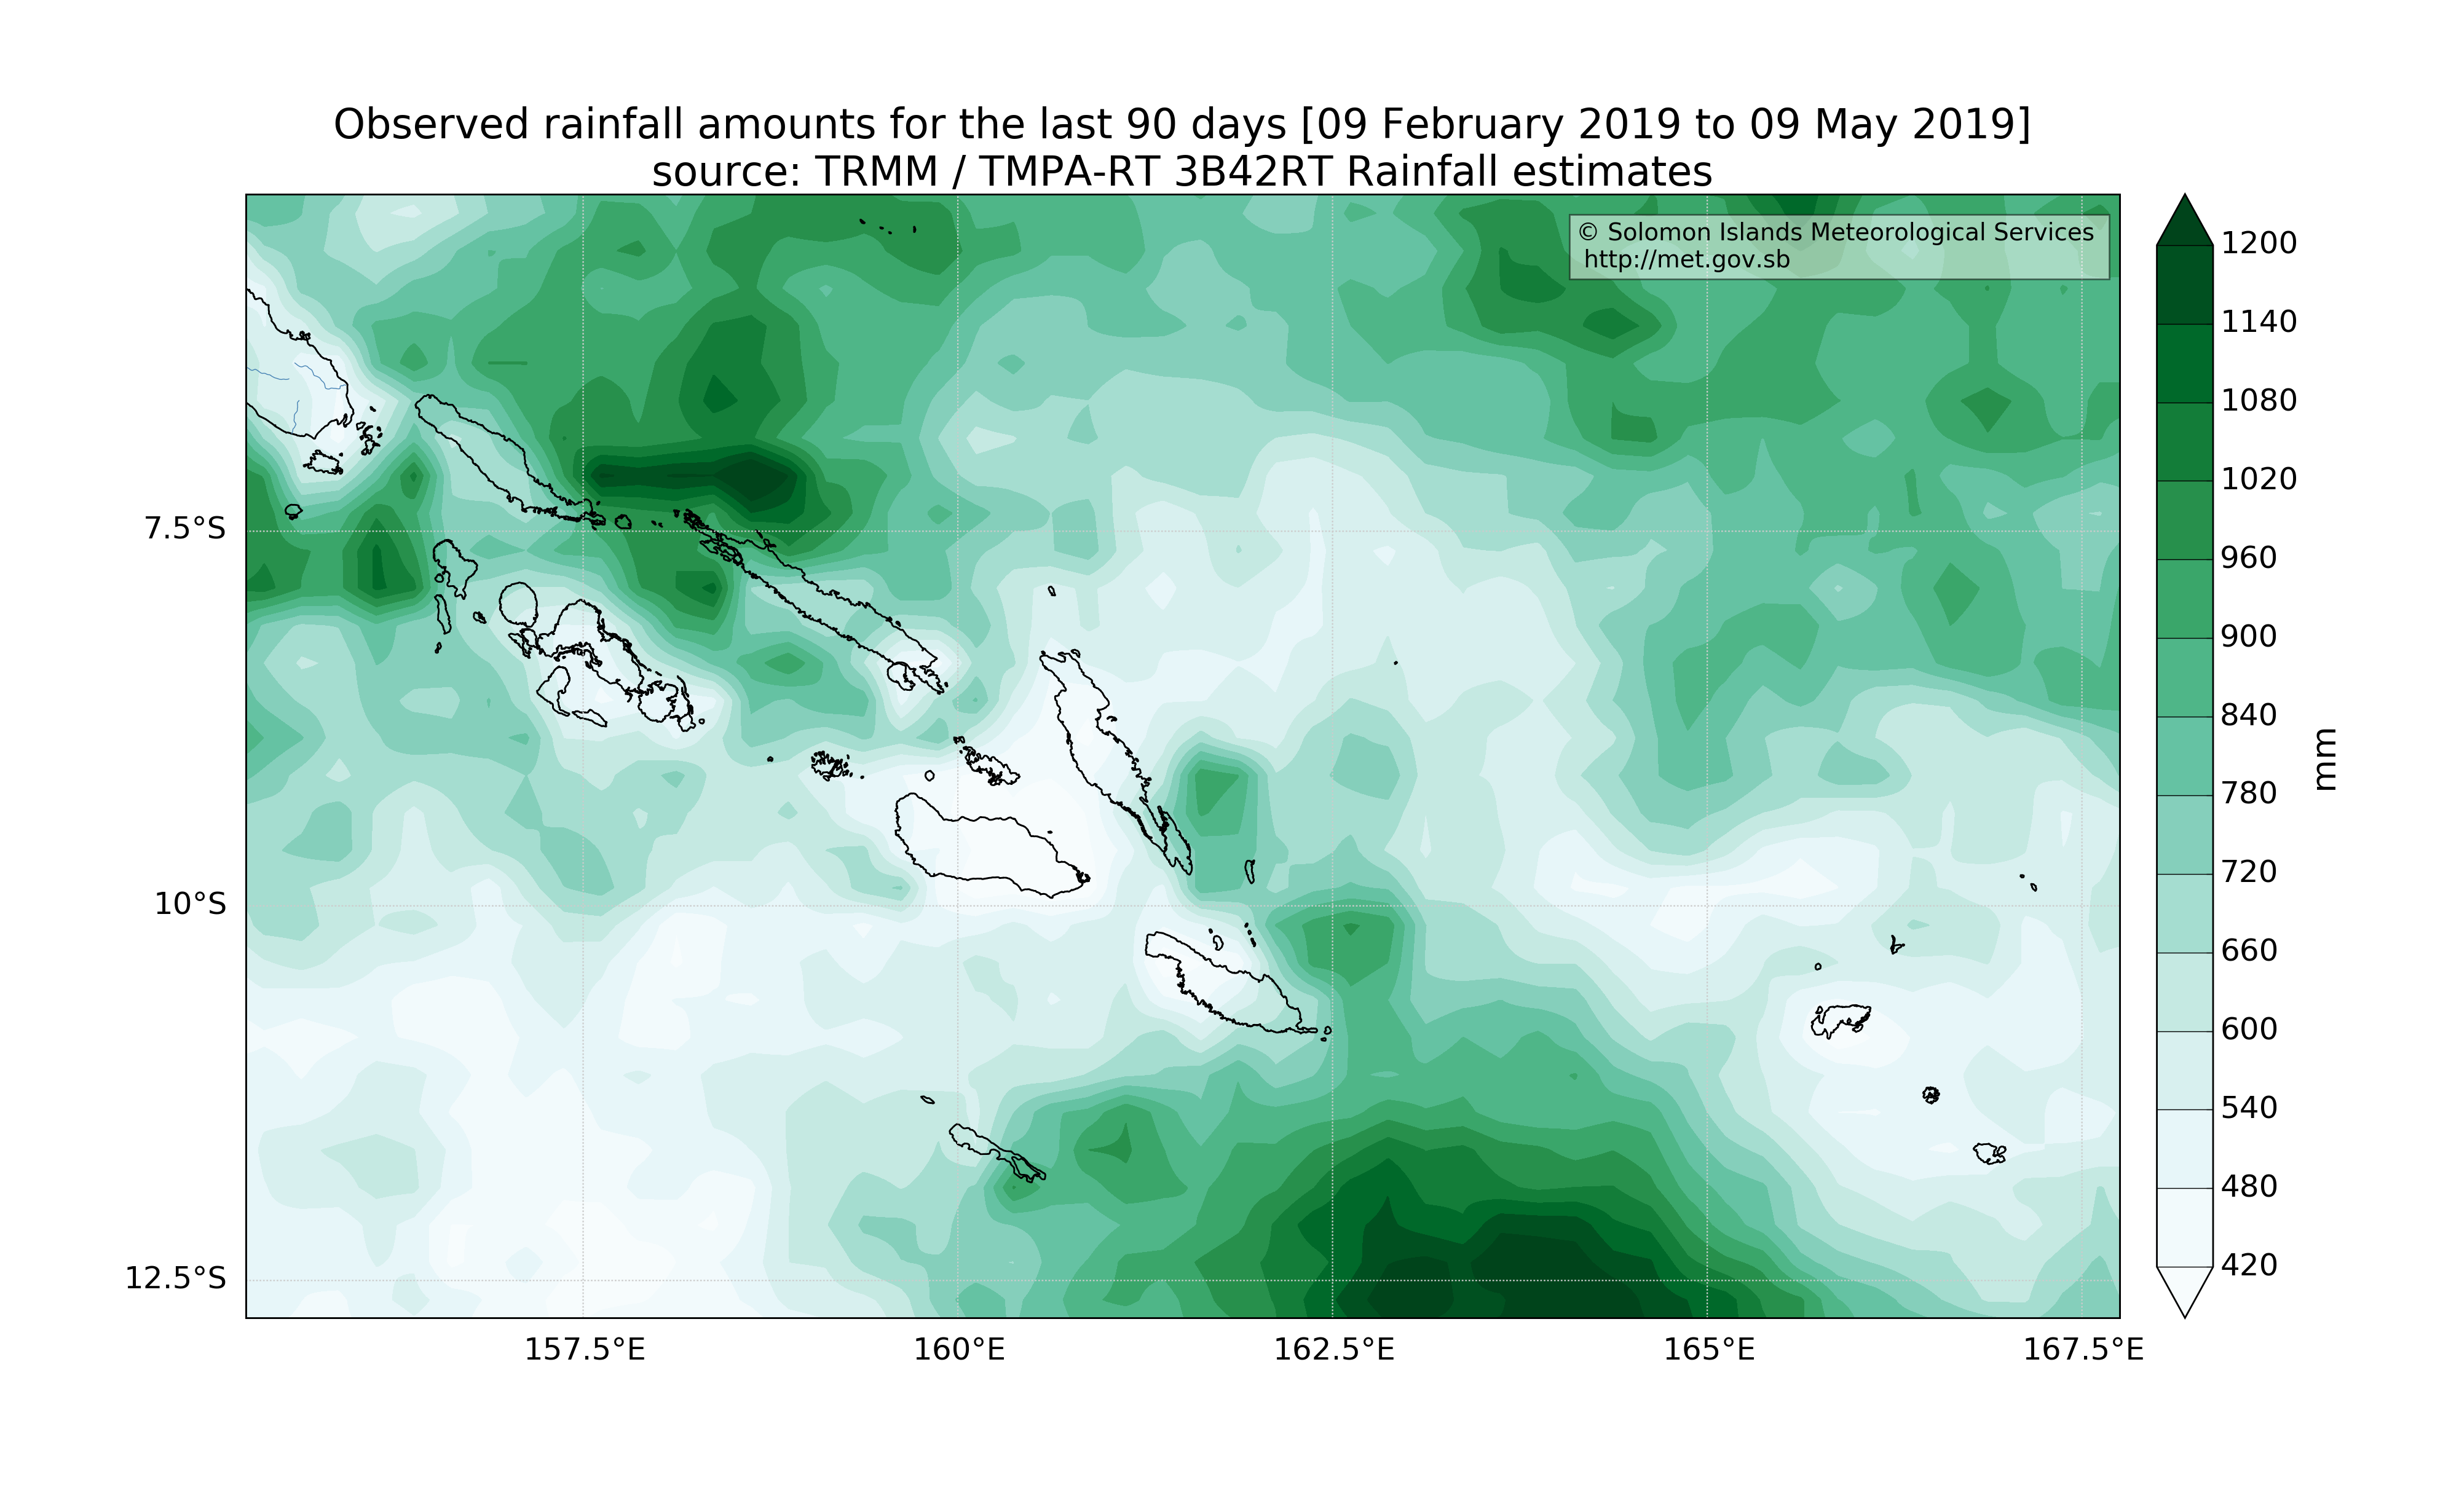 Observed rainfall amounts for the last 90 days [09 February 2019 to 09 May 2019]
source: TRMM / TMPA-RT 3B42RT Rainfall estimates
© Solomon Islands Meteorological Services
http://met.gov.sb
7.5°S
10°S
12.5°S
157.5°E
160°E
162.5°E
165°E
167.5°E
1200
1140
1080
1020
960
900
840
780
720
660
600
540
480
420
mm